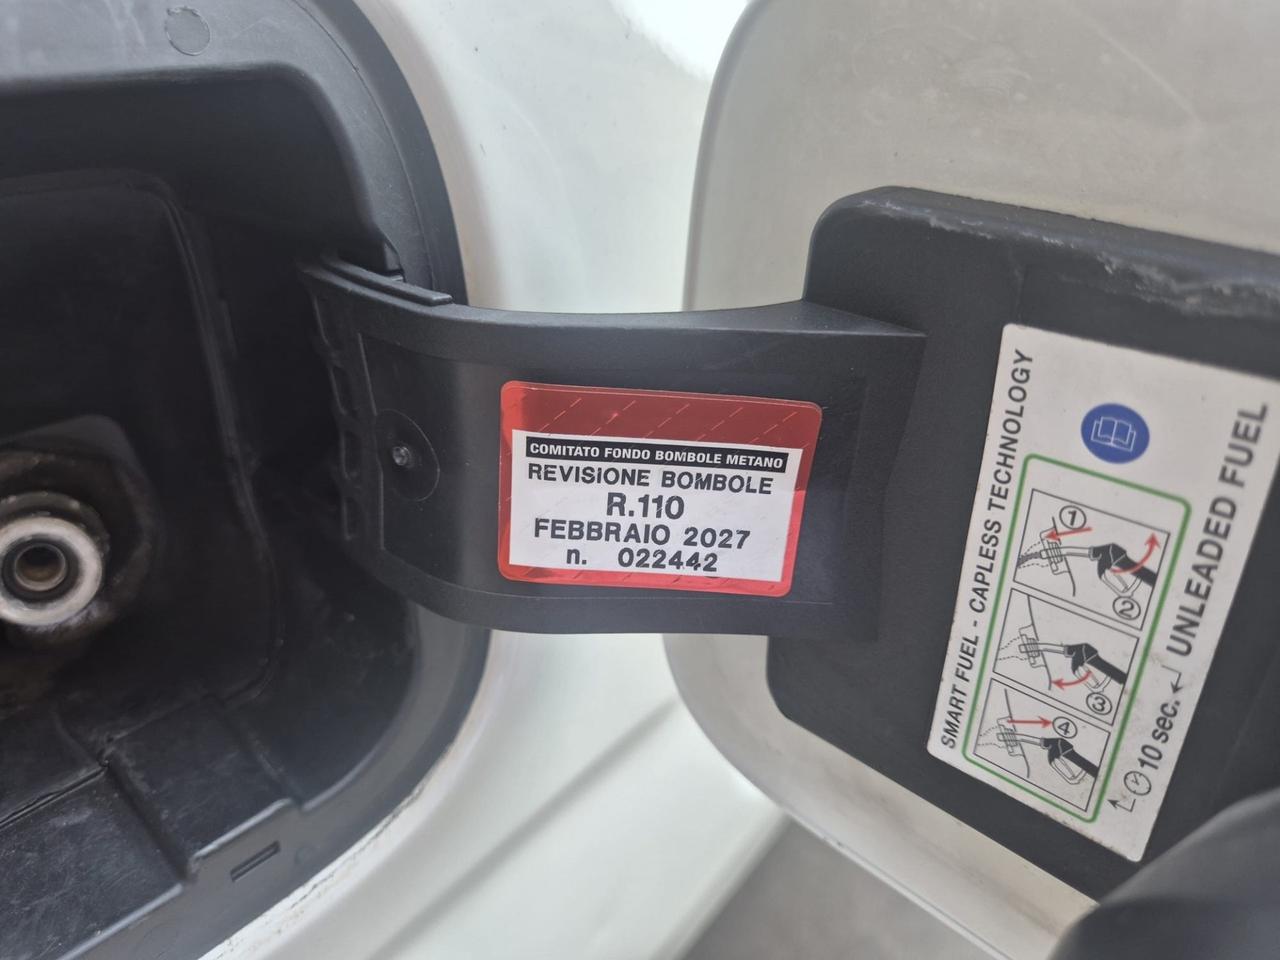 COMITATO FONDO BOMBOLE METANO
REVISIONE BOMBOLE
R.110
FEBBRAIO 2027
n. 022442
SMART FUEL - CAPLESS TECHNOLOGY
1
2
3
4
10 sec.
UNLEADED FUEL